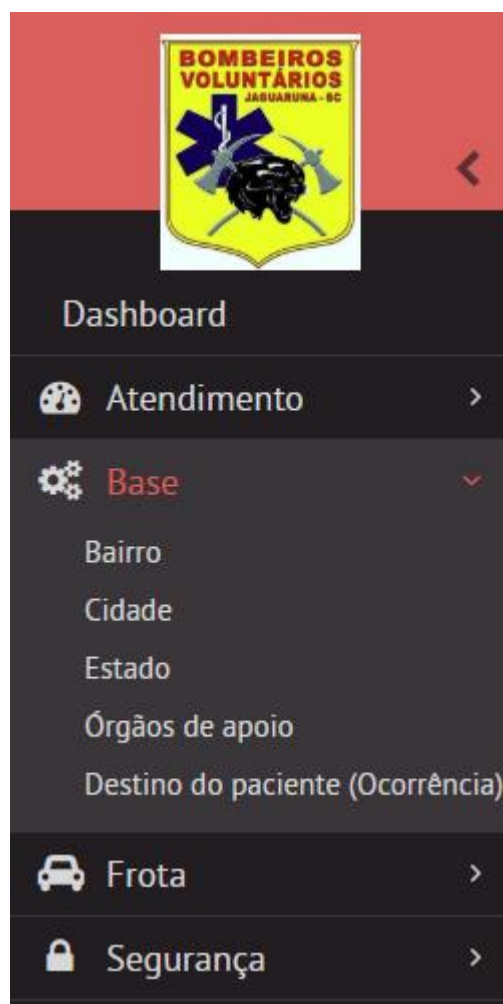 BOMBEIROS
VOLUNTÁRIOS
JAGUARUNA - SC
Dashboard
Atendimento
Base
Bairro
Cidade
Estado
Órgãos de apoio
Destino do paciente (Ocorrência)
Frota
Segurança